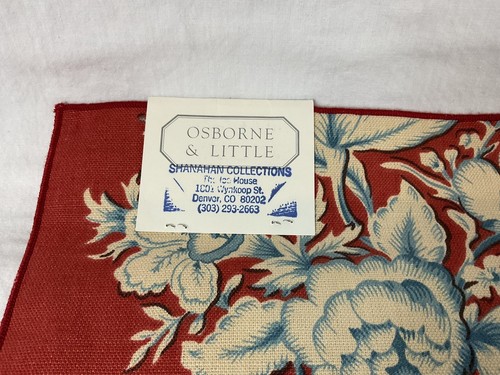 OSBORNE
& LITTLE
SHANAHAN COLLECTIONS
The Ice House
1801 Wynkoop St.
Denver, CO 80202
(303) 293-2663